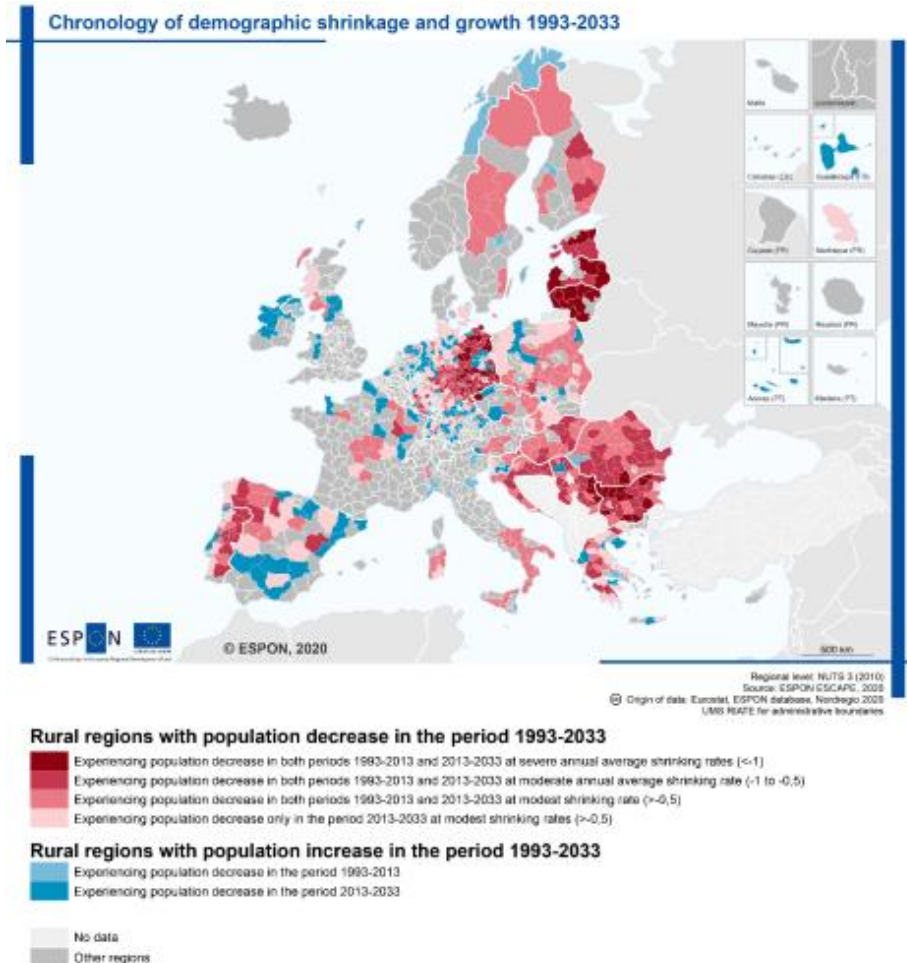 Chronology of demographic shrinkage and growth 1993-2033
Malta
Guyane (FR)
Martinique (FR)
Mayotte (FR)
Réunion (FR)
Azores (PT)
Madeira (PT)
ESPON
© ESPON, 2020
500 km
Regional level: NUTS 3 (2010)
Source: ESPON ESCAPE, 2020
Origin of data: Eurostat, ESPON database, Nordregio 2020
UMS RIATE for administrative boundaries
Rural regions with population decrease in the period 1993-2033
Experiencing population decrease in both periods 1993-2013 and 2013-2033 at severe annual average shrinking rates (<-1)
Experiencing population decrease in both periods 1993-2013 and 2013-2033 at moderate annual average shrinking rate (-1 to -0,5)
Experiencing population decrease in both periods 1993-2013 and 2013-2033 at modest shrinking rate (>-0,5)
Experiencing population decrease only in the period 2013-2033 at modest shrinking rates (>-0,5)
Rural regions with population increase in the period 1993-2033
Experiencing population decrease in the period 1993-2013
Experiencing population decrease in the period 2013-2033
No data
Other regions